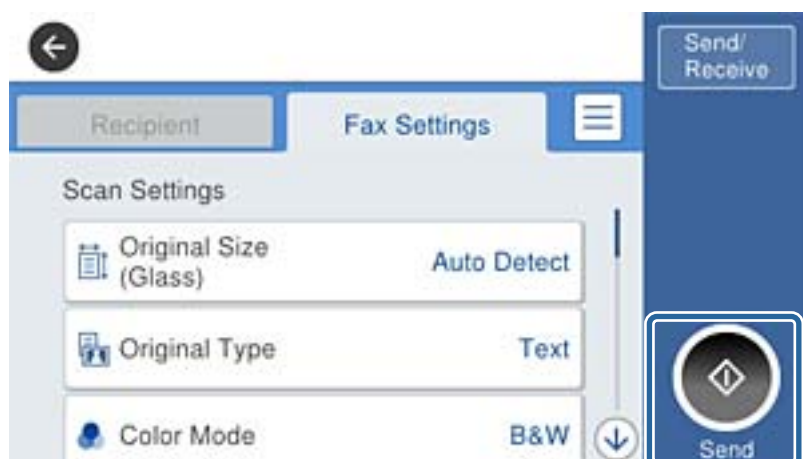 Send/
Receive
Recipient
Fax Settings
Scan Settings
Original Size
(Glass)
Auto Detect
Original Type
Text
Color Mode
B&W
Send